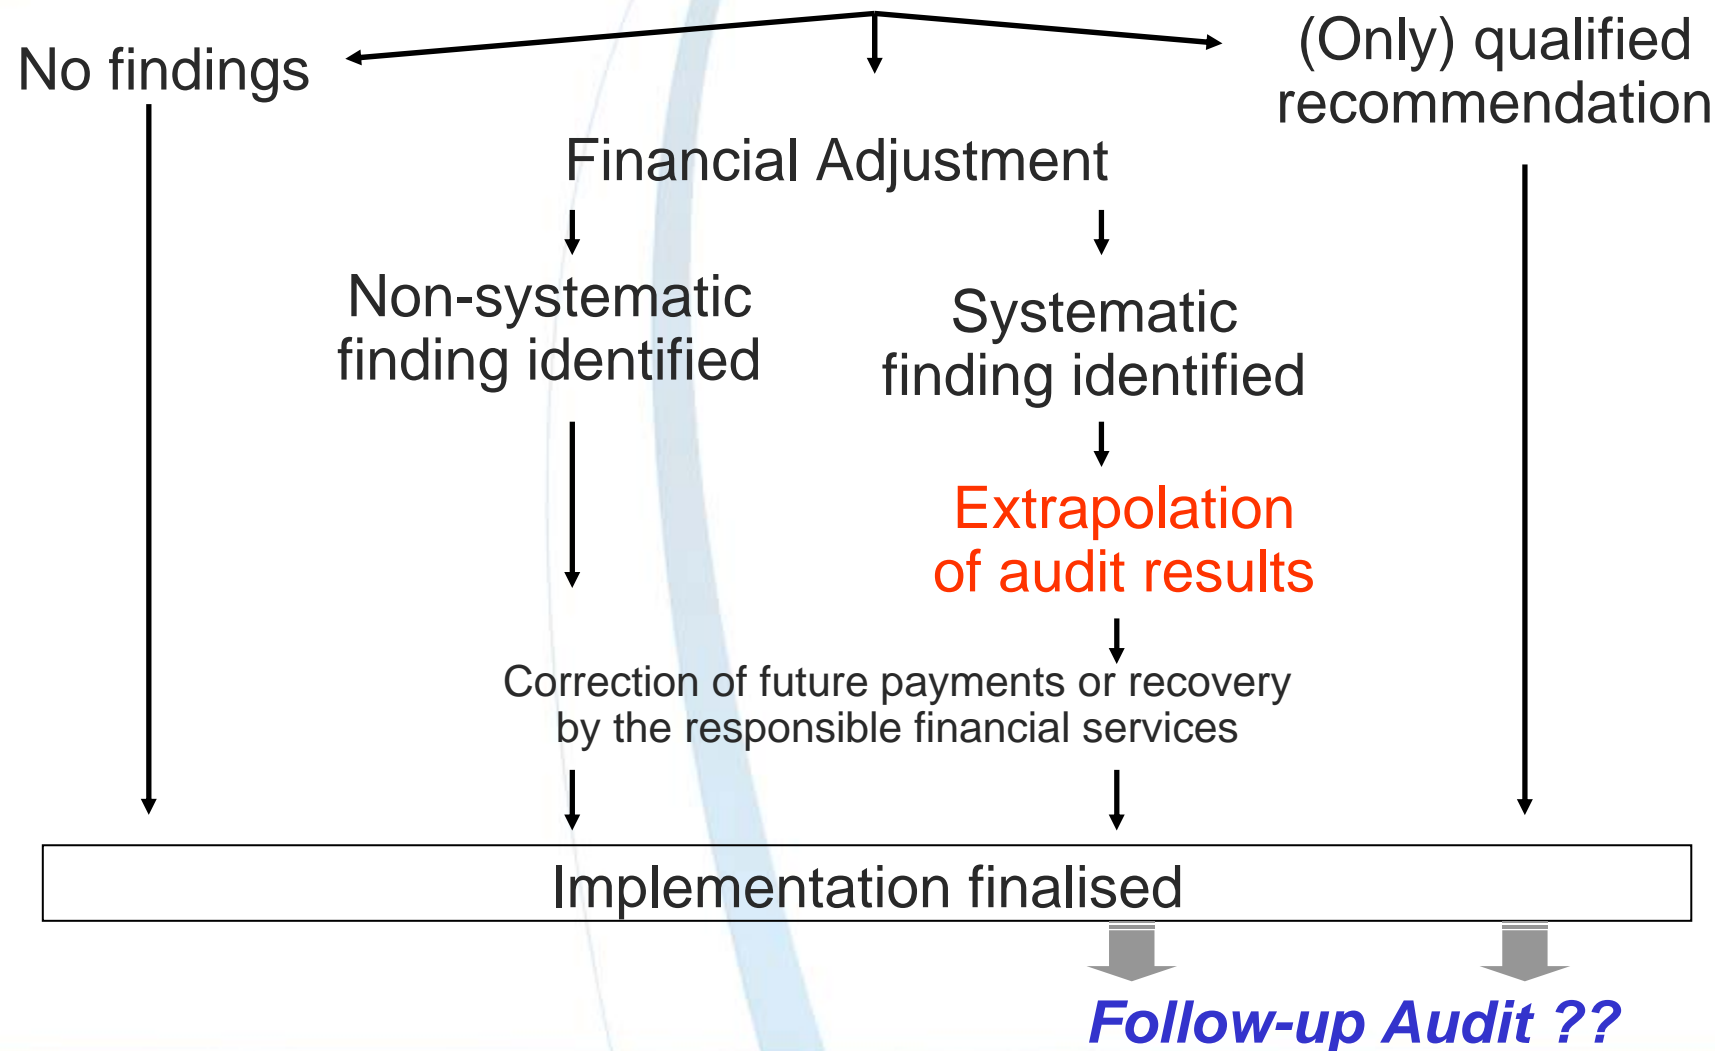 No findings
(Only) qualified
recommendation
Financial Adjustment
Non-systematic
finding identified
Systematic
finding identified
Extrapolation
of audit results
Correction of future payments or recovery
by the responsible financial services
Implementation finalised
Follow-up Audit ??